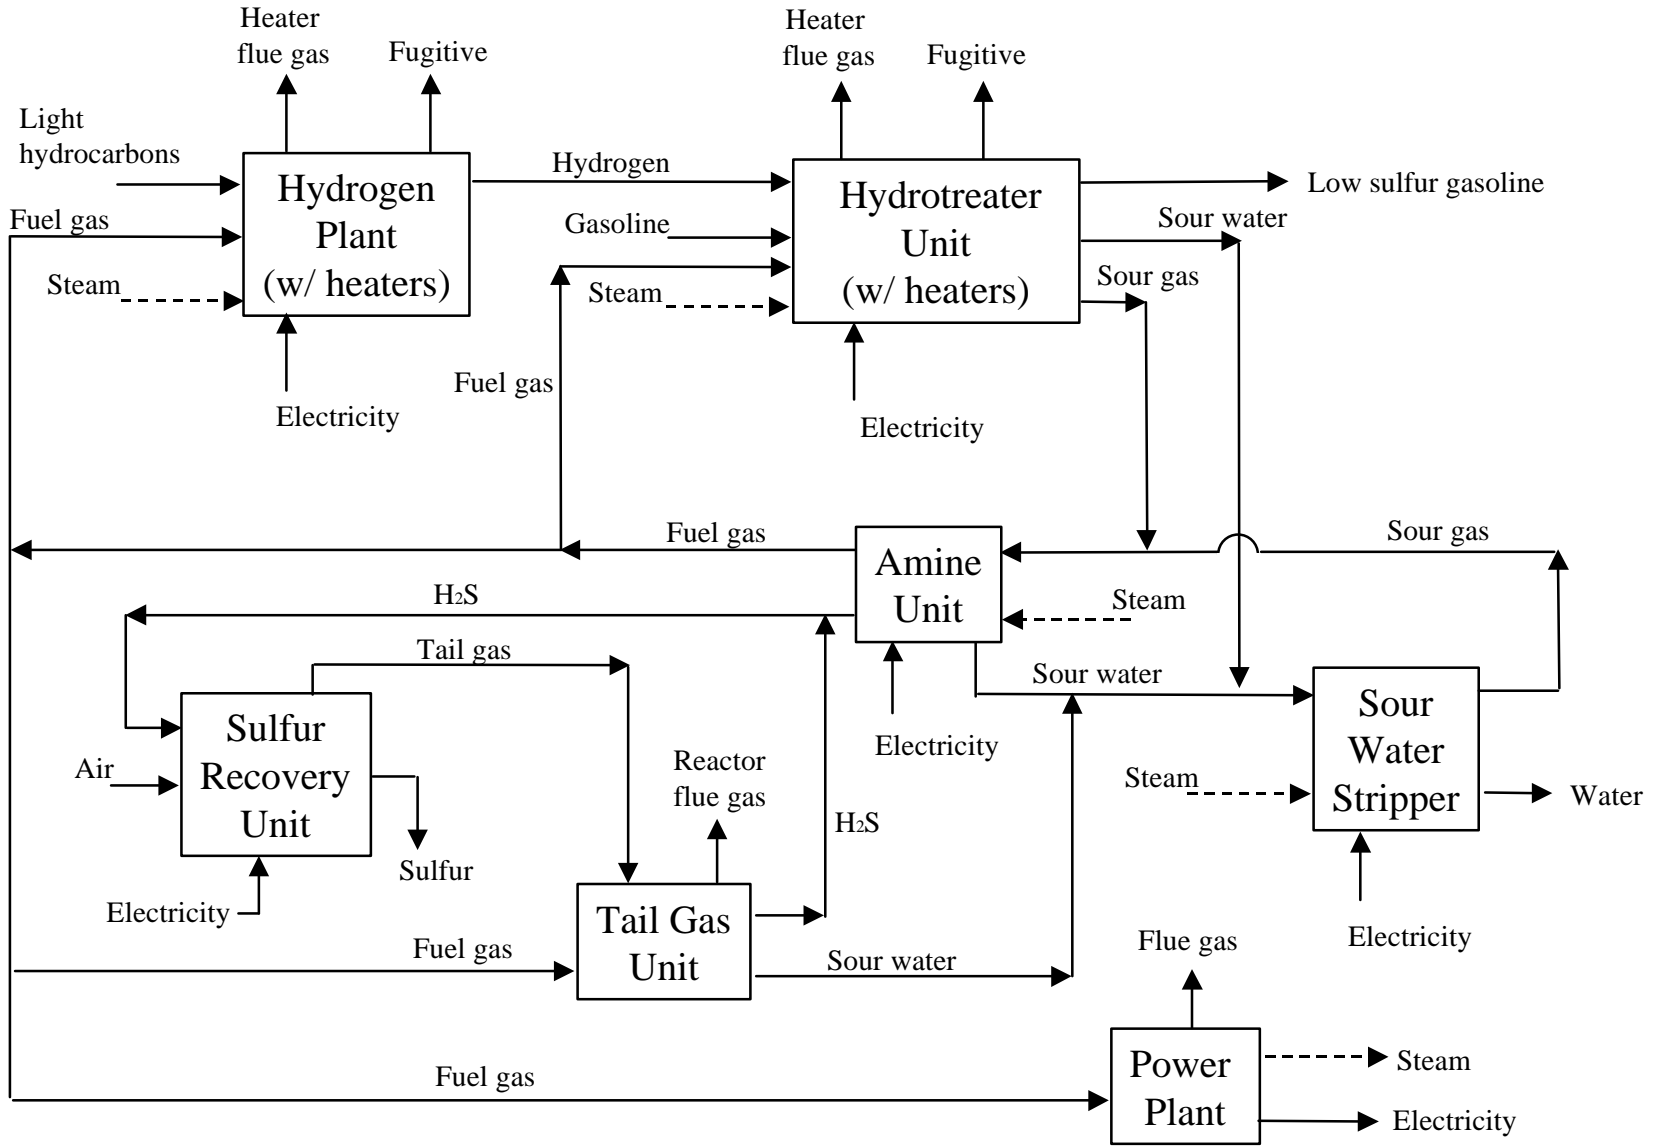 Heater
flue gas
Fugitive
Heater
flue gas
Fugitive
Light
hydrocarbons
Hydrogen
Plant
(w/ heaters)
Hydrogen
Hydrotreater
Unit
(w/ heaters)
Low sulfur gasoline
Fuel gas
Gasoline
Sour water
Steam
Steam
Sour gas
Fuel gas
Electricity
Electricity
Fuel gas
Amine
Unit
Sour gas
H₂S
Steam
Tail gas
Sour water
Sulfur
Recovery
Unit
Sour
Water
Stripper
Electricity
Air
Reactor
flue gas
Steam
Water
H₂S
Sulfur
Electricity
Tail Gas
Unit
Electricity
Flue gas
Fuel gas
Sour water
Power
Plant
Steam
Fuel gas
Electricity